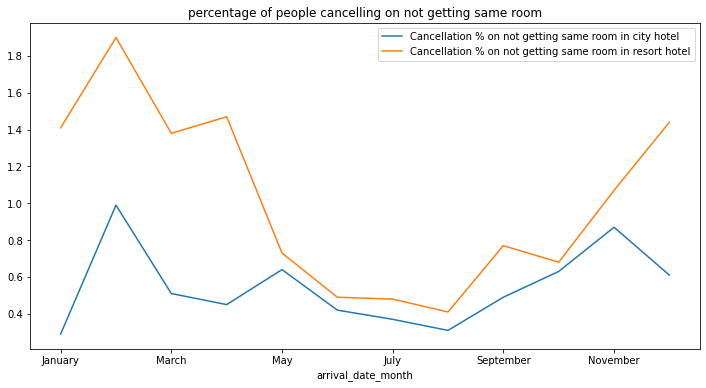 percentage of people cancelling on not getting same room
Cancellation % on not getting same room in city hotel
Cancellation % on not getting same room in resort hotel
1.8
1.6
1.4
1.2
1.0
0.8
0.6
0.4
January
March
May
July
September
November
arrival_date_month